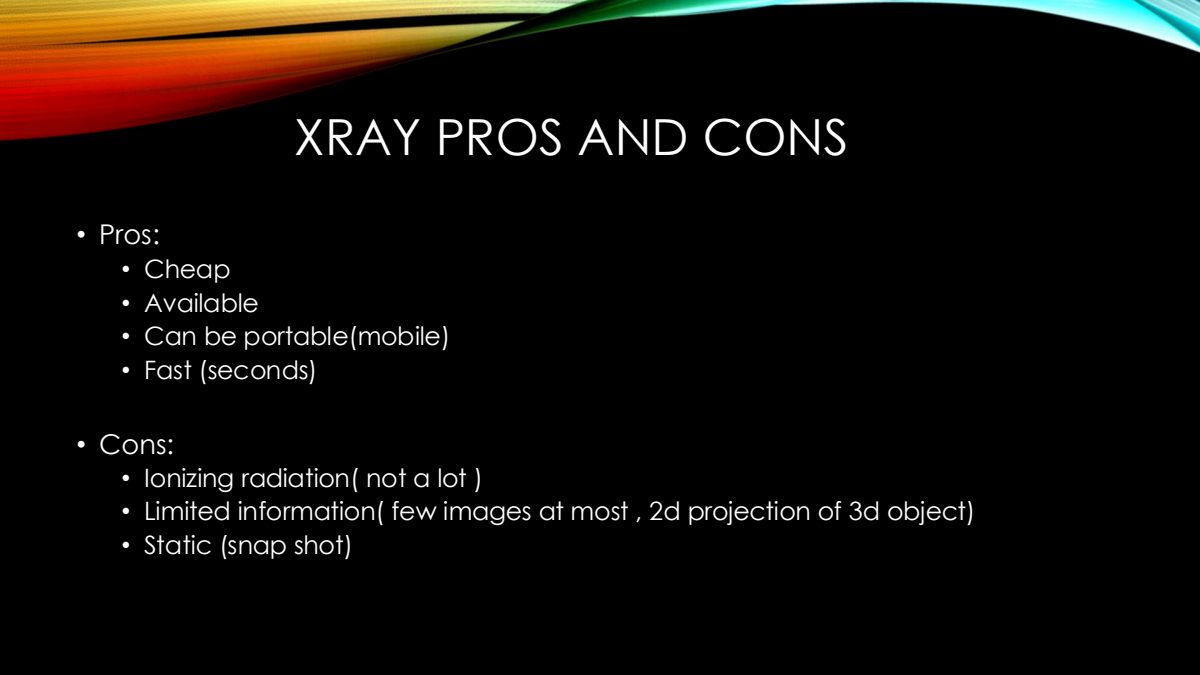 XRAY PROS AND CONS
• Pros:
• Cheap
• Available
• Can be portable(mobile)
• Fast (seconds)
• Cons:
• Ionizing radiation( not a lot )
• Limited information( few images at most , 2d projection of 3d object)
• Static (snap shot)